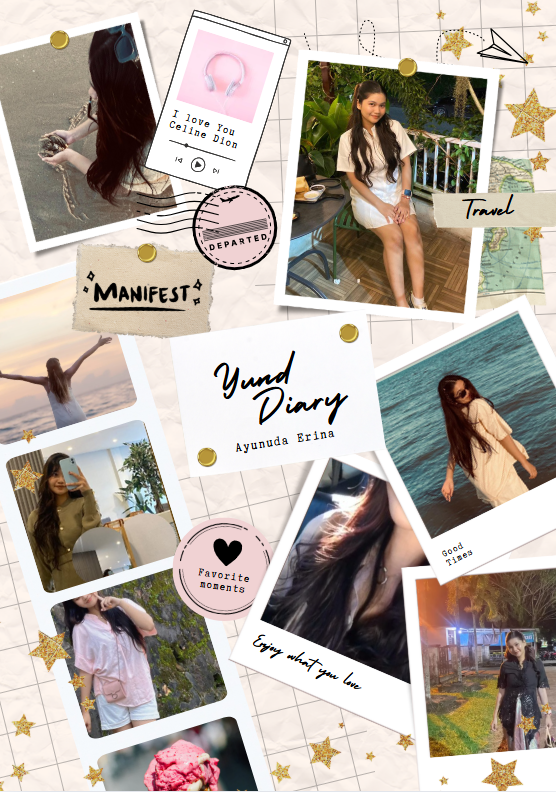 I love You
Celine Dion
DEPARTED
Travel
MANIFEST
Yund
Diary
Ayunuda Erina
Good
Times
Favorite
moments
Enjoy what you love